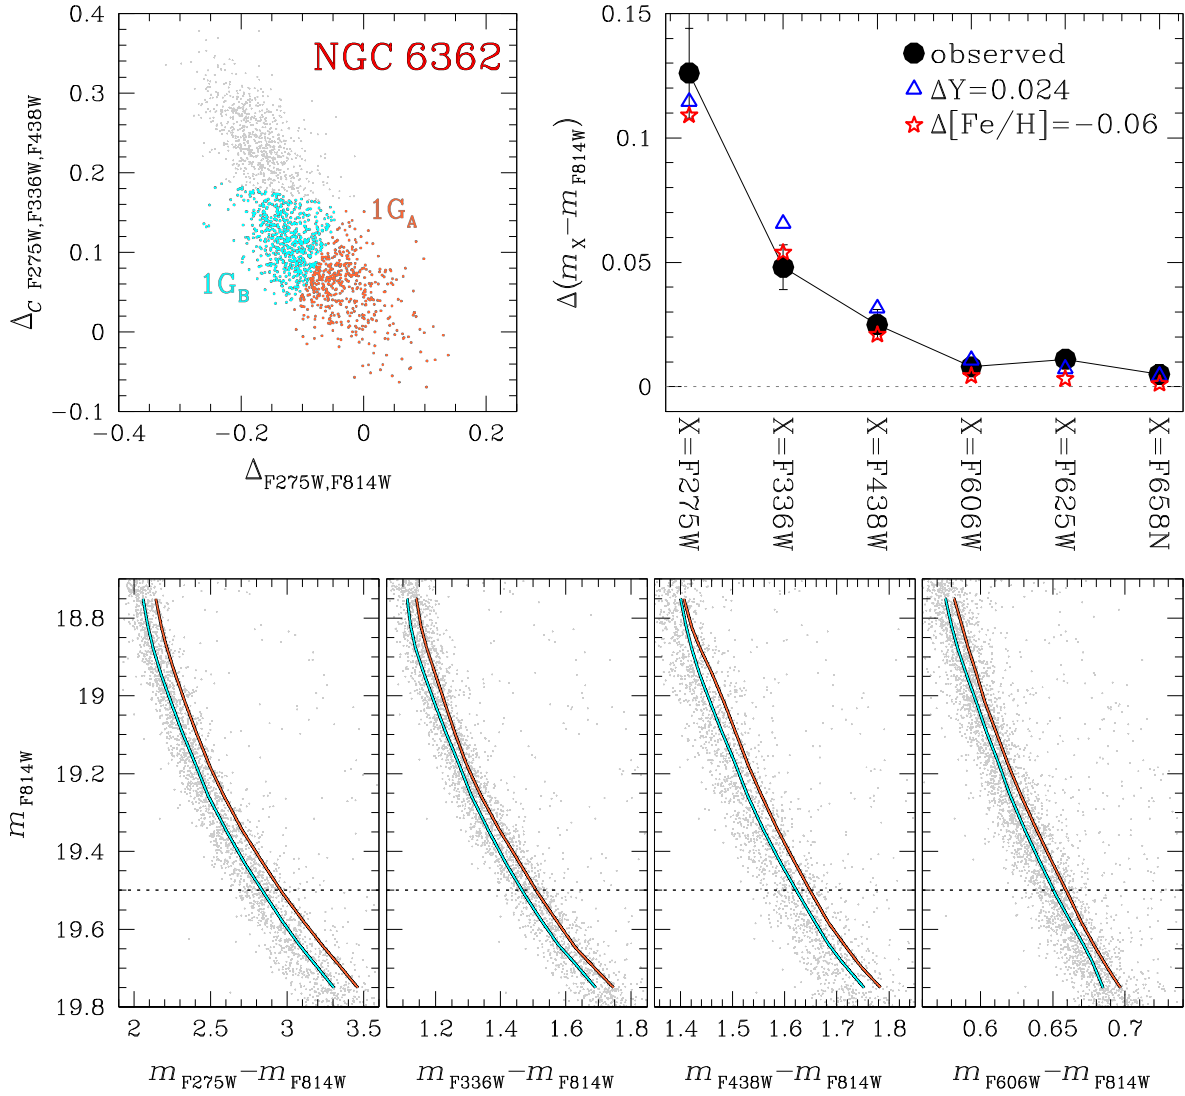 NGC 6362
0.4
0.3
0.2
0.1
0
−0.1
−0.4
−0.2
0
0.2
1G_A
1G_B
Δ_C F275W,F336W,F438W
Δ_F275W,F814W
0.15
0.1
0.05
0
Δ(m_X−m_F814W)
observed
ΔY=0.024
Δ[Fe/H]=−0.06
X=F275W
X=F336W
X=F438W
X=F606W
X=F625W
X=F658N
18.8
19
19.2
19.4
19.6
19.8
m_F814W
2 2.5 3 3.5
1.2 1.4 1.6 1.8
1.4 1.5 1.6 1.7 1.8
0.6 0.65 0.7
m_F275W−m_F814W
m_F336W−m_F814W
m_F438W−m_F814W
m_F606W−m_F814W